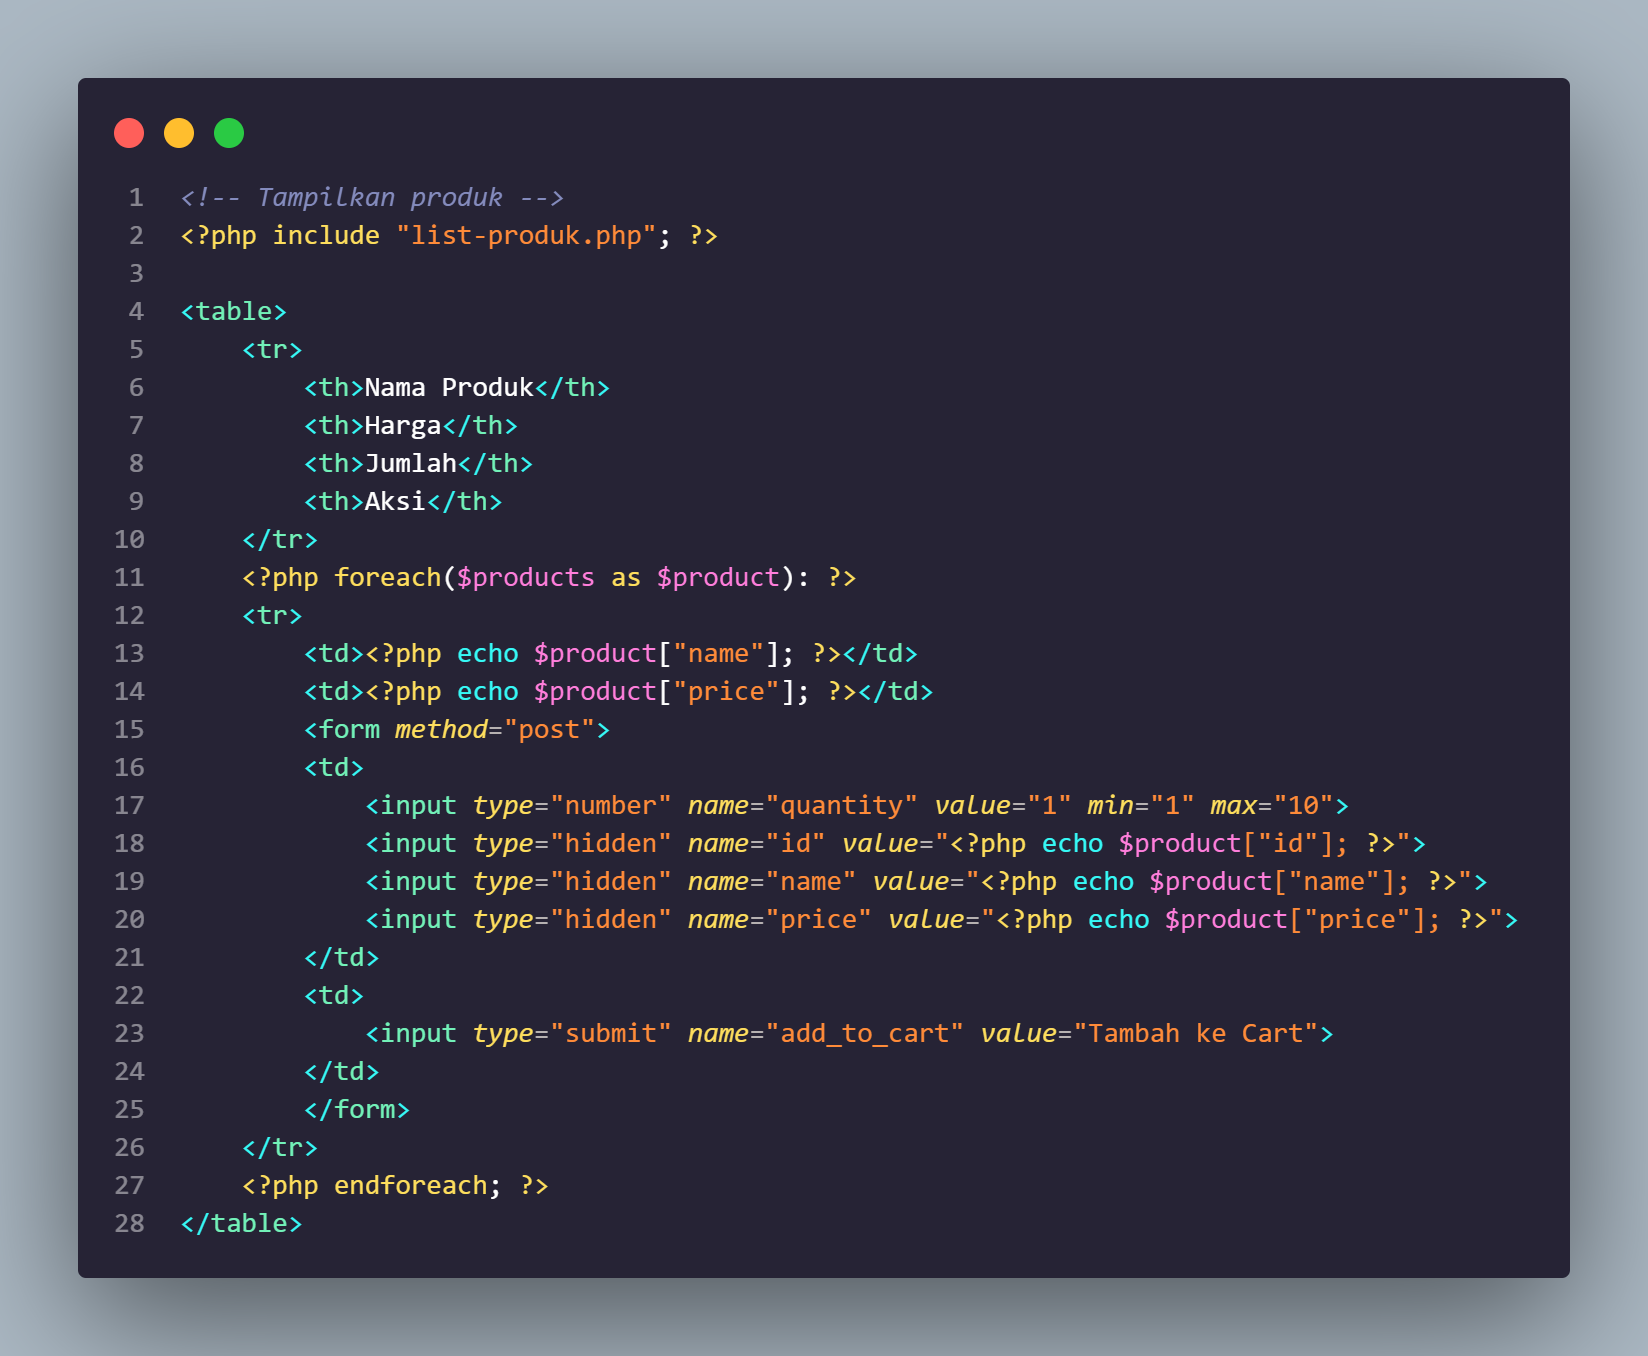 1 <!-- Tampilkan produk -->
2 <?php include "list-produk.php"; ?>
3
4 <table>
5     <tr>
6         <th>Nama Produk</th>
7         <th>Harga</th>
8         <th>Jumlah</th>
9         <th>Aksi</th>
10     </tr>
11     <?php foreach($products as $product): ?>
12     <tr>
13         <td><?php echo $product["name"]; ?></td>
14         <td><?php echo $product["price"]; ?></td>
15         <form method="post">
16         <td>
17             <input type="number" name="quantity" value="1" min="1" max="10">
18             <input type="hidden" name="id" value="<?php echo $product["id"]; ?>">
19             <input type="hidden" name="name" value="<?php echo $product["name"]; ?>">
20             <input type="hidden" name="price" value="<?php echo $product["price"]; ?>">
21         </td>
22         <td>
23             <input type="submit" name="add_to_cart" value="Tambah ke Cart">
24         </td>
25         </form>
26     </tr>
27     <?php endforeach; ?>
28 </table>